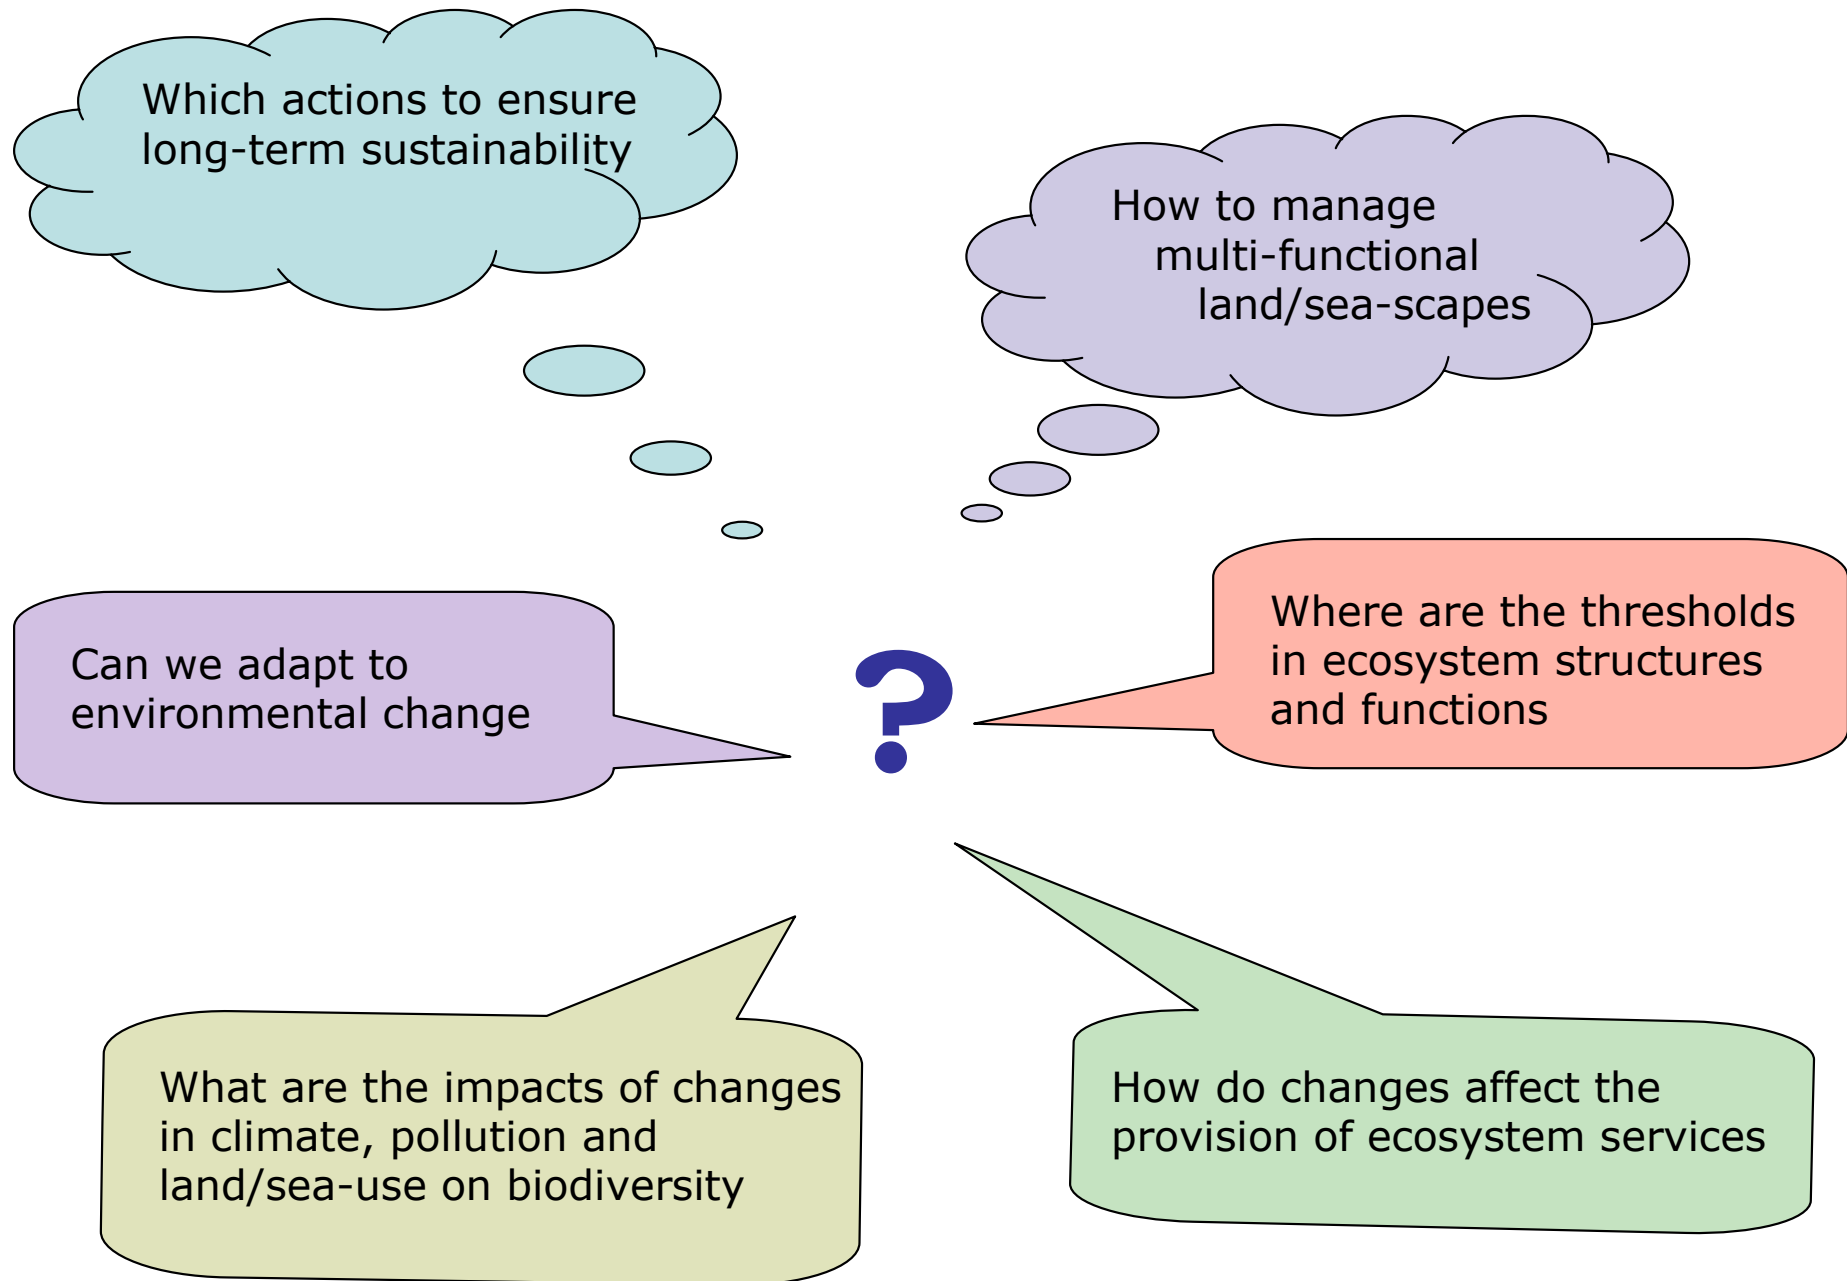 Which actions to ensure
long-term sustainability
How to manage
multi-functional
land/sea-scapes
Can we adapt to
environmental change
?
Where are the thresholds
in ecosystem structures
and functions
What are the impacts of changes
in climate, pollution and
land/sea-use on biodiversity
How do changes affect the
provision of ecosystem services